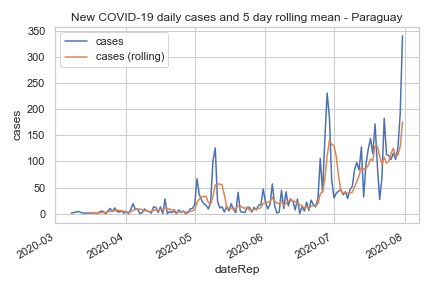 New COVID-19 daily cases and 5 day rolling mean - Paraguay
cases
cases (rolling)
350
300
250
200
150
100
50
0
cases
2020-03
2020-04
2020-05
2020-06
2020-07
2020-08
dateRep